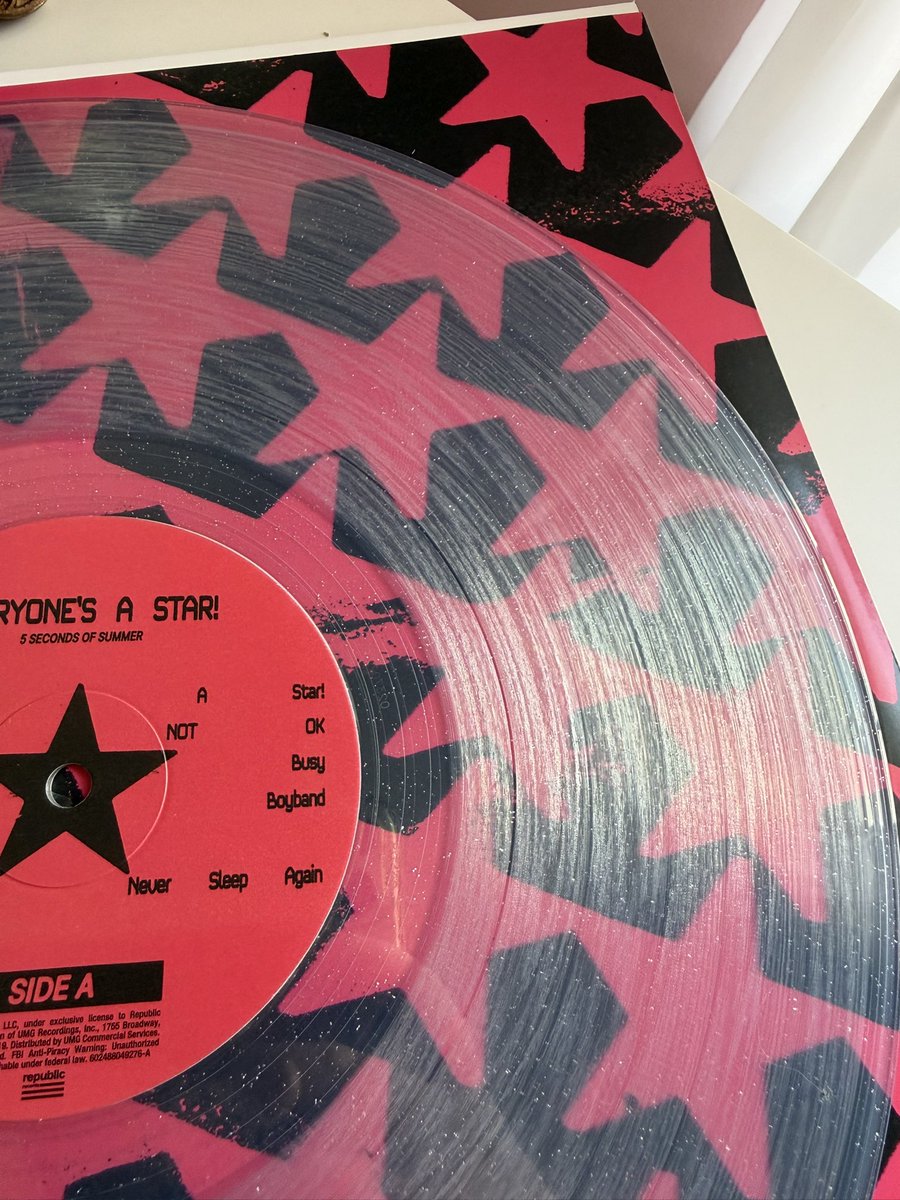 RYONE'S A STAR!
5 SECONDS OF SUMMER
A Star!
NOT OK
Busy
Boyband
Never Sleep Again
SIDE A
LLC, under exclusive license to Republic
n of UMG Recordings, Inc., 1755 Broadway,
9. Distributed by UMG Commercial Services.
d. FBI Anti-Piracy Warning: Unauthorized
hable under federal law. 602488049276-A
republic